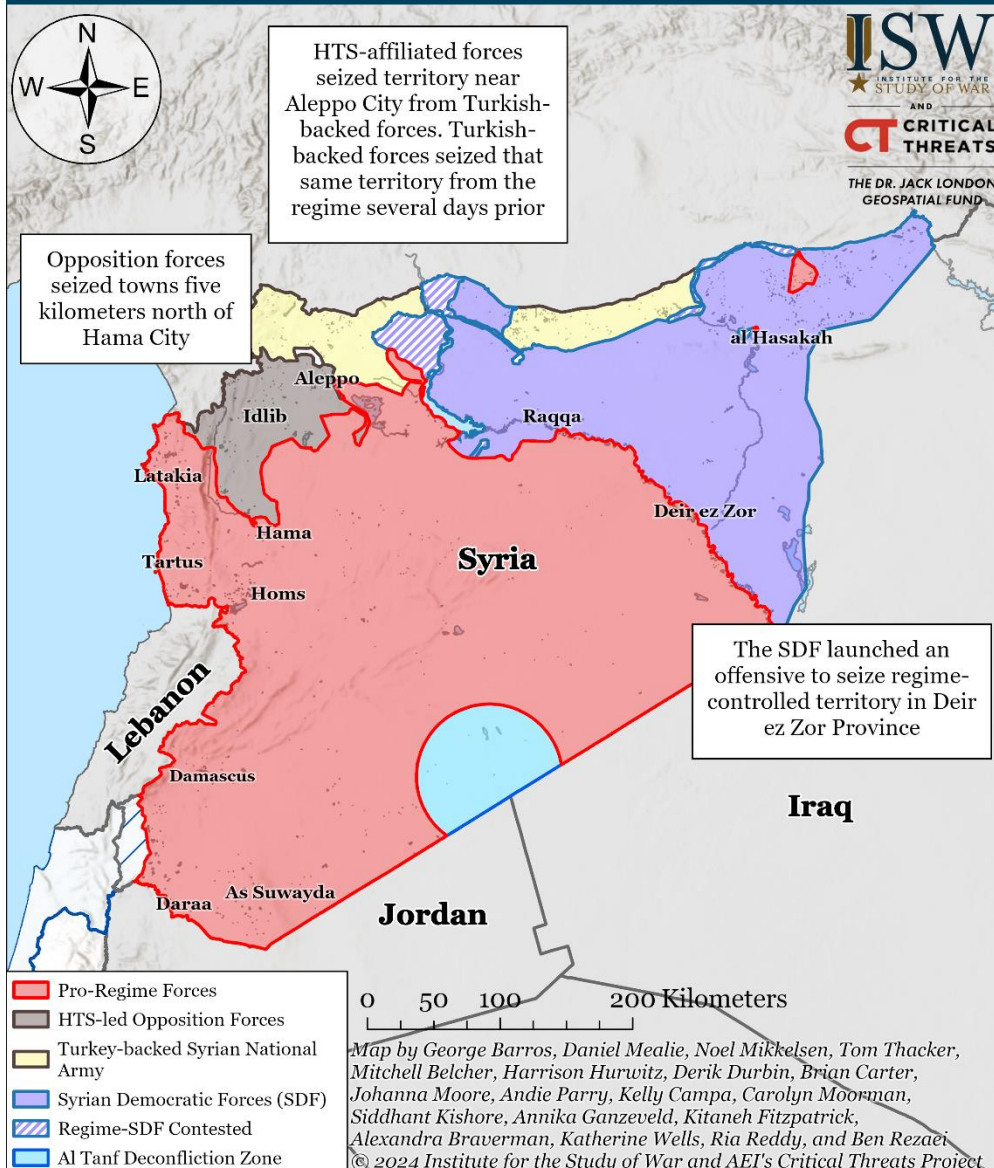 N
W
E
S
HTS-affiliated forces
seized territory near
Aleppo City from Turkish-
backed forces. Turkish-
backed forces seized that
same territory from the
regime several days prior
ISW
INSTITUTE FOR THE
STUDY OF WAR
AND
CT CRITICAL
THREATS
THE DR. JACK LONDON
GEOSPATIAL FUND
Opposition forces
seized towns five
kilometers north of
Hama City
al Hasakah
Aleppo
Idlib
Raqqa
Latakia
Deir ez Zor
Hama
Syria
Tartus
Homs
The SDF launched an
offensive to seize regime-
controlled territory in Deir
ez Zor Province
Lebanon
Damascus
Iraq
As Suwayda
Daraa
Jordan
Pro-Regime Forces
HTS-led Opposition Forces
Turkey-backed Syrian National
Army
Syrian Democratic Forces (SDF)
Regime-SDF Contested
Al Tanf Deconfliction Zone
0 50 100 200 Kilometers
Map by George Barros, Daniel Mealie, Noel Mikkelsen, Tom Thacker,
Mitchell Belcher, Harrison Hurwitz, Derik Durbin, Brian Carter,
Johanna Moore, Andie Parry, Kelly Campa, Carolyn Moorman,
Siddhant Kishore, Annika Ganzeveld, Kitaneh Fitzpatrick,
Alexandra Braverman, Katherine Wells, Ria Reddy, and Ben Rezaei
© 2024 Institute for the Study of War and AEI's Critical Threats Project